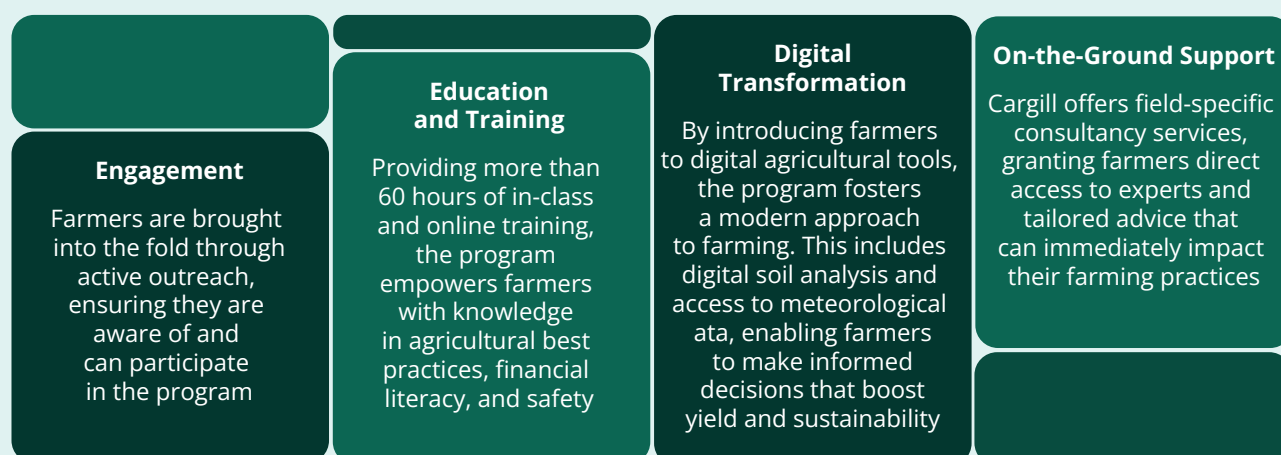 Engagement
Farmers are brought
into the fold through
active outreach,
ensuring they are
aware of and
can participate
in the program
Education
and Training
Providing more than
60 hours of in-class
and online training,
the program
empowers farmers
with knowledge
in agricultural best
practices, financial
literacy, and safety
Digital
Transformation
By introducing farmers
to digital agricultural tools,
the program fosters
a modern approach
to farming. This includes
digital soil analysis and
access to meteorological
ata, enabling farmers
to make informed
decisions that boost
yield and sustainability
On-the-Ground Support
Cargill offers field-specific
consultancy services,
granting farmers direct
access to experts and
tailored advice that
can immediately impact
their farming practices